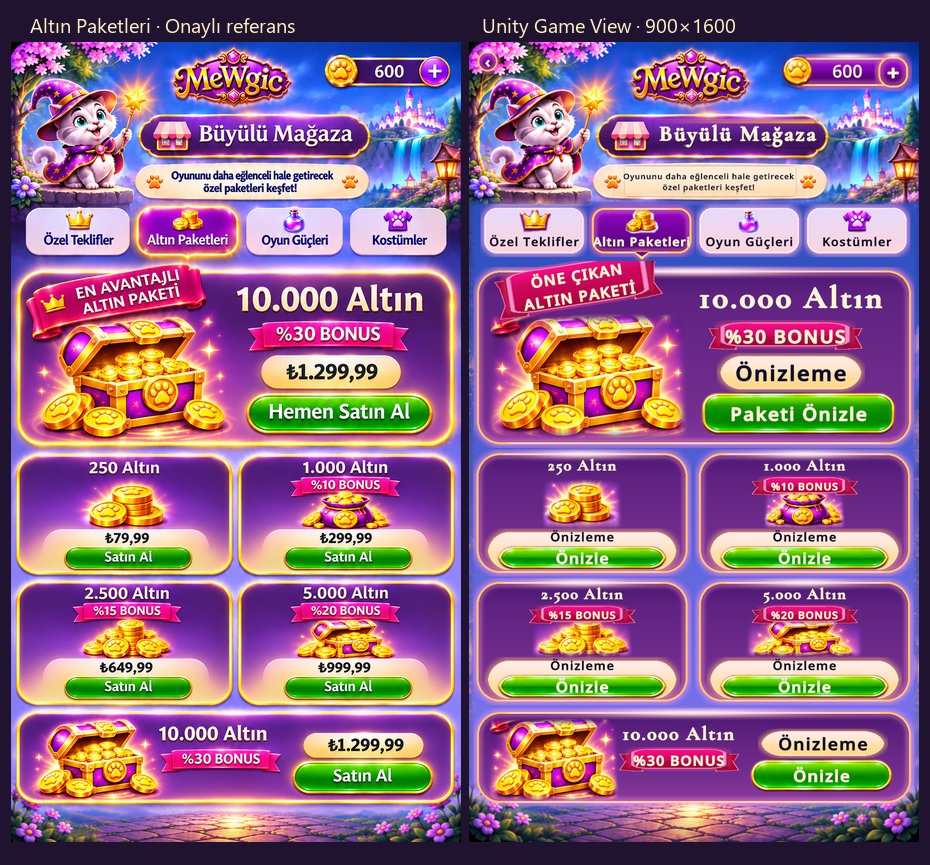 Altın Paketleri · Onaylı referans
MeWgic
600
Büyülü Mağaza
Oyununu daha eğlenceli hale getirecek
özel paketleri keşfet!
Özel Teklifler
Altın Paketleri
Oyun Güçleri
Kostümler
EN AVANTAJLI
ALTIN PAKETİ
10.000 Altın
%30 BONUS
₺1.299,99
Hemen Satın Al
250 Altın
₺79,99
Satın Al
1.000 Altın
%10 BONUS
₺299,99
Satın Al
2.500 Altın
%15 BONUS
₺649,99
Satın Al
5.000 Altın
%20 BONUS
₺999,99
Satın Al
10.000 Altın
%30 BONUS
₺1.299,99
Satın Al
Unity Game View · 900×1600
MeWgic
600
Büyülü Mağaza
Oyununu daha eğlenceli hale getirecek
özel paketleri keşfet!
Özel Teklifler
Altın Paketleri
Oyun Güçleri
Kostümler
ÖNE ÇIKAN
ALTIN PAKETİ
10.000 Altın
%30 BONUS
Önizleme
Paketi Önizle
250 Altın
Önizleme
Önizle
1.000 Altın
%10 BONUS
Önizleme
Önizle
2.500 Altın
%15 BONUS
Önizleme
Önizle
5.000 Altın
%20 BONUS
Önizleme
Önizle
10.000 Altın
%30 BONUS
Önizleme
Önizle